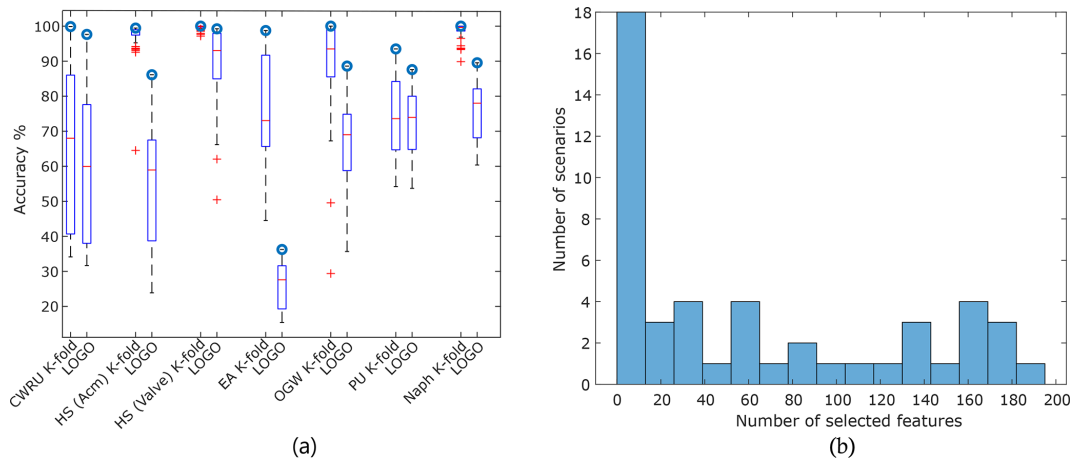 Accuracy %
100
90
80
70
60
50
40
30
20
CWRU K-fold
LOGO
HS (Acm) K-fold
LOGO
HS (Valve) K-fold
LOGO
EA K-fold
LOGO
OGW K-fold
LOGO
PU K-fold
LOGO
Naph K-fold
LOGO
(a)
Number of scenarios
18
16
14
12
10
8
6
4
2
0
0 20 40 60 80 100 120 140 160 180 200
Number of selected features
(b)